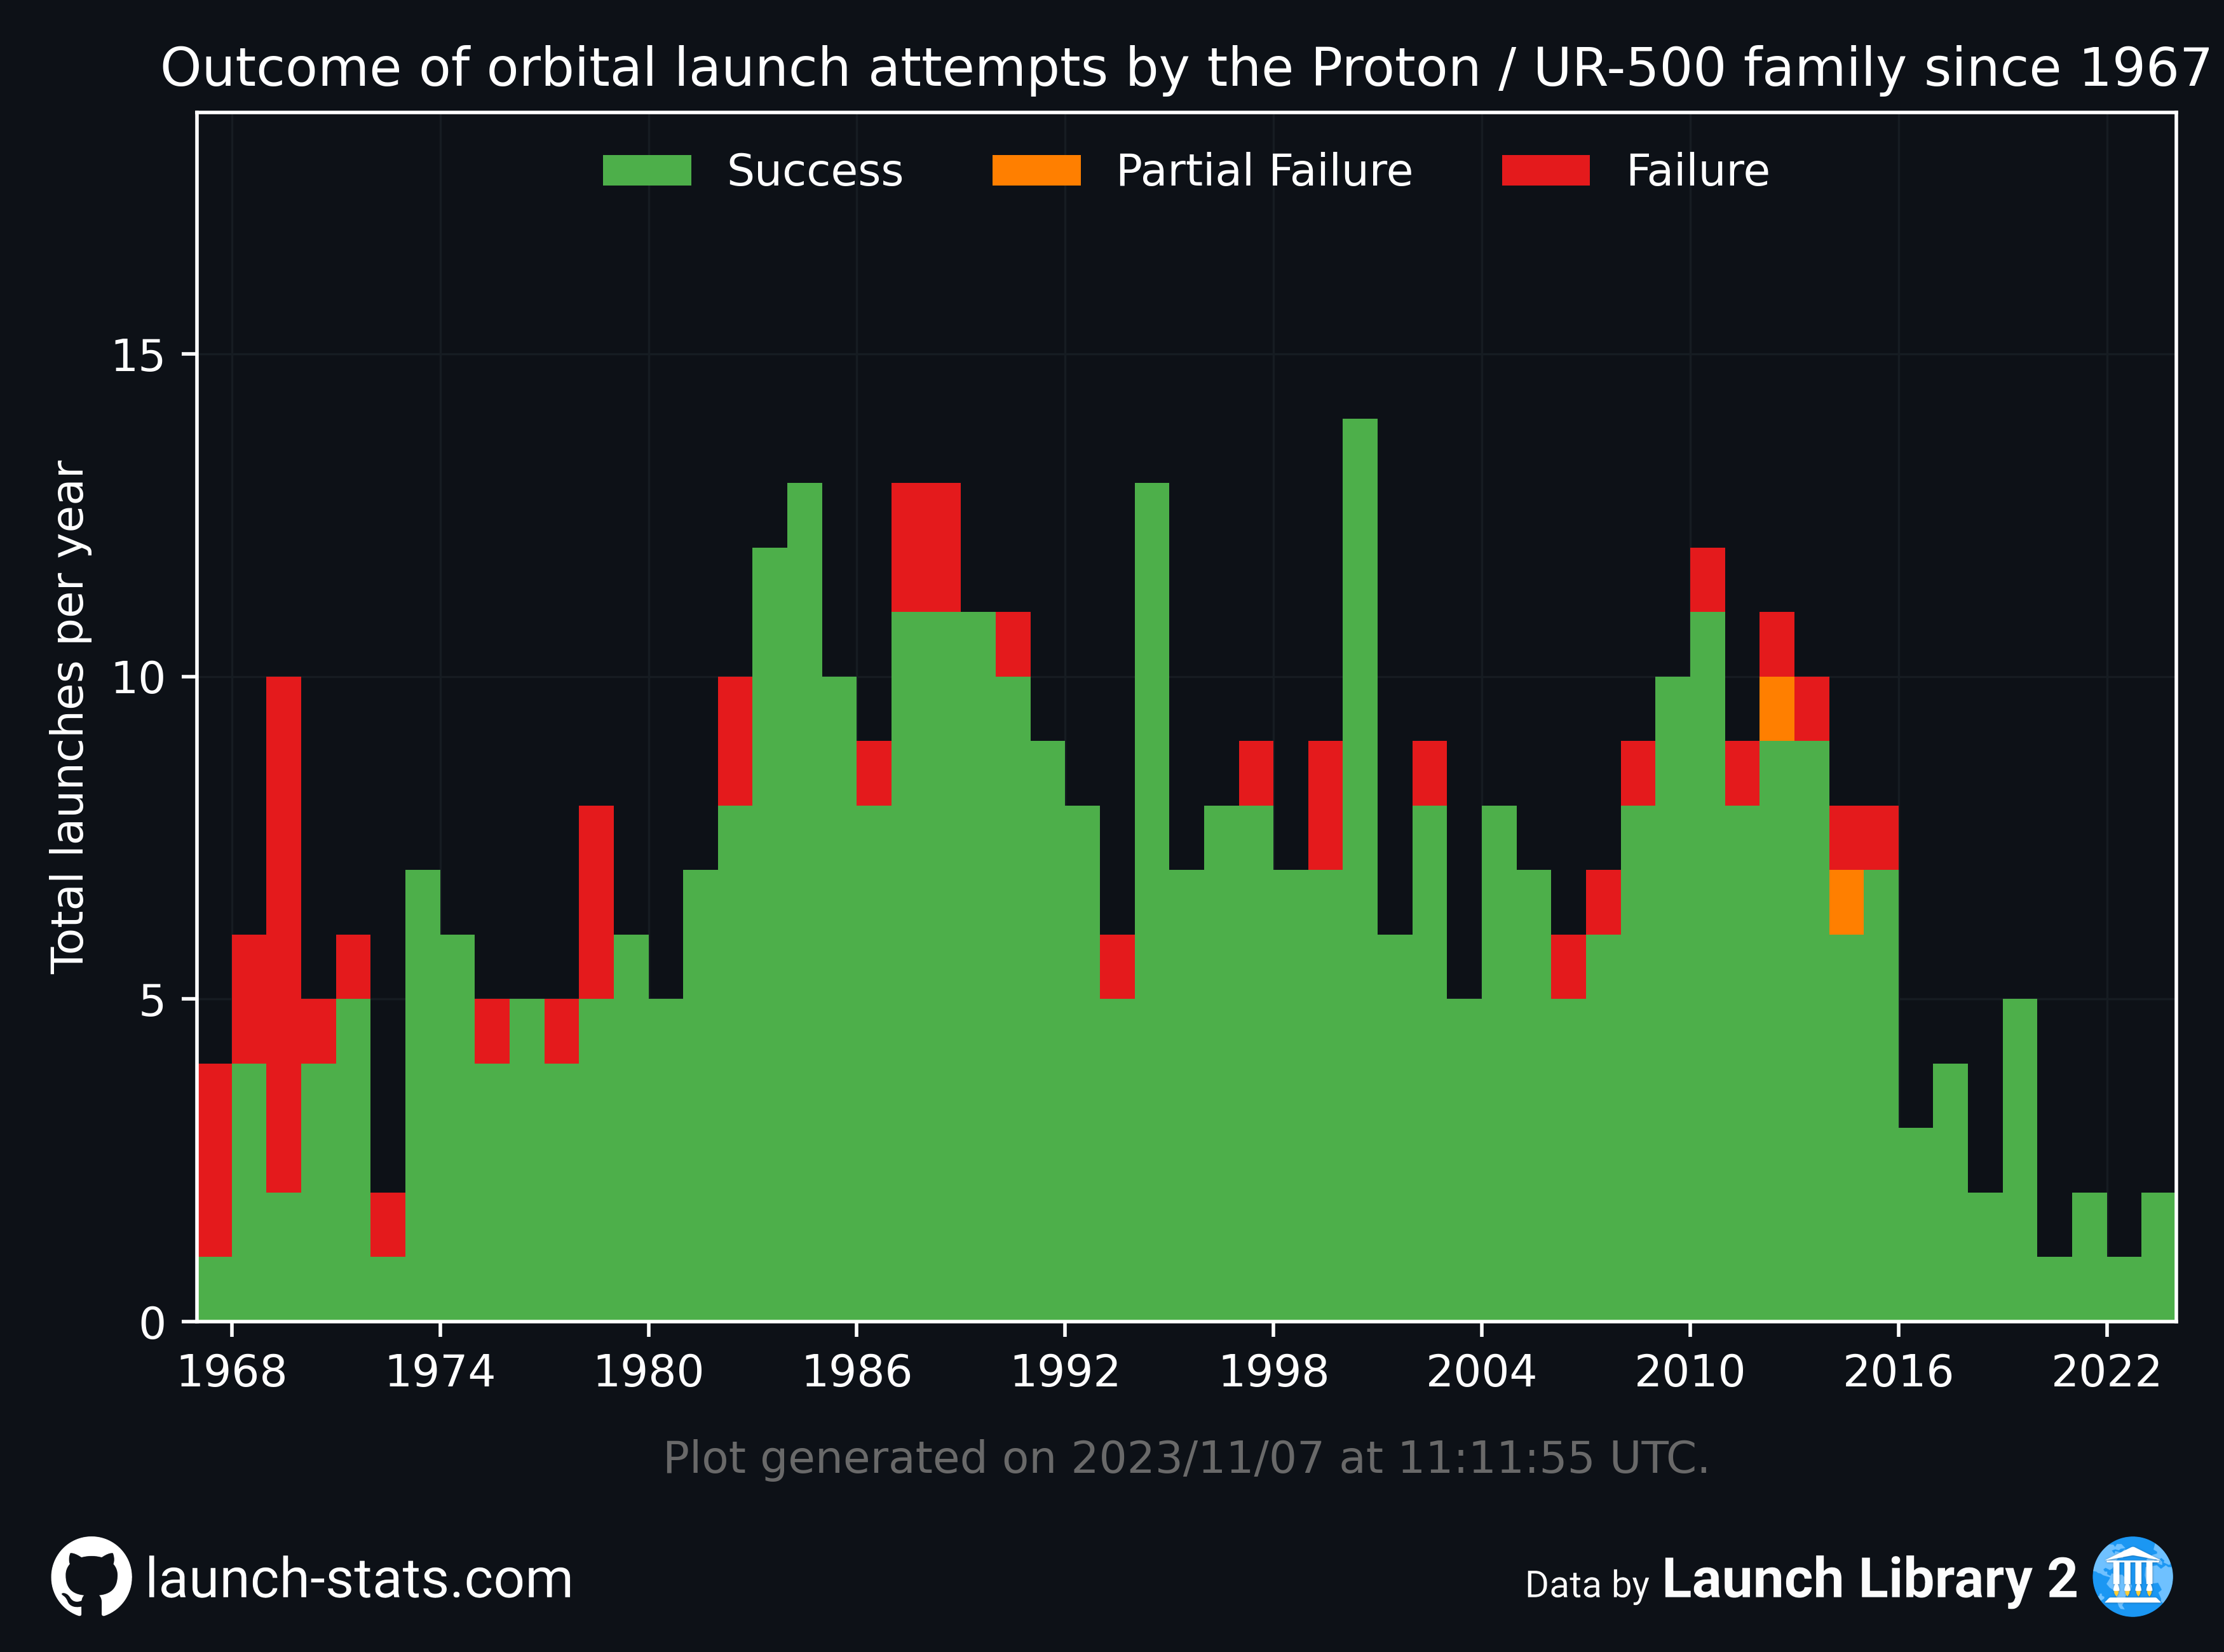 Outcome of orbital launch attempts by the Proton / UR-500 family since 1967
Success Partial Failure Failure
Total launches per year
15
10
5
0
1968 1974 1980 1986 1992 1998 2004 2010 2016 2022
Plot generated on 2023/11/07 at 11:11:55 UTC.
launch-stats.com
Data by Launch Library 2